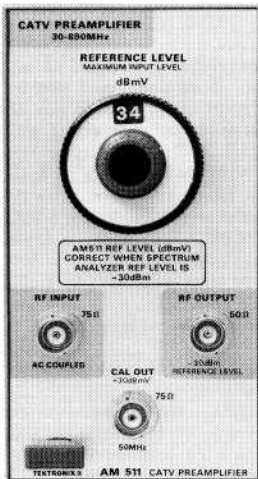 CATV PREAMPLIFIER
30-890MHz
REFERENCE LEVEL
MAXIMUM INPUT LEVEL
dBmV
34
AM511 REF LEVEL (dBmV)
CORRECT WHEN SPECTRUM
ANALYZER REF LEVEL IS
-30dBm
RF INPUT
75Ω
AC COUPLED
RF OUTPUT
50Ω
-30dBm
REFERENCE LEVEL
CAL OUT
+30dBmV
75Ω
50MHz
TEKTRONIX®
AM 511 CATV PREAMPLIFIER